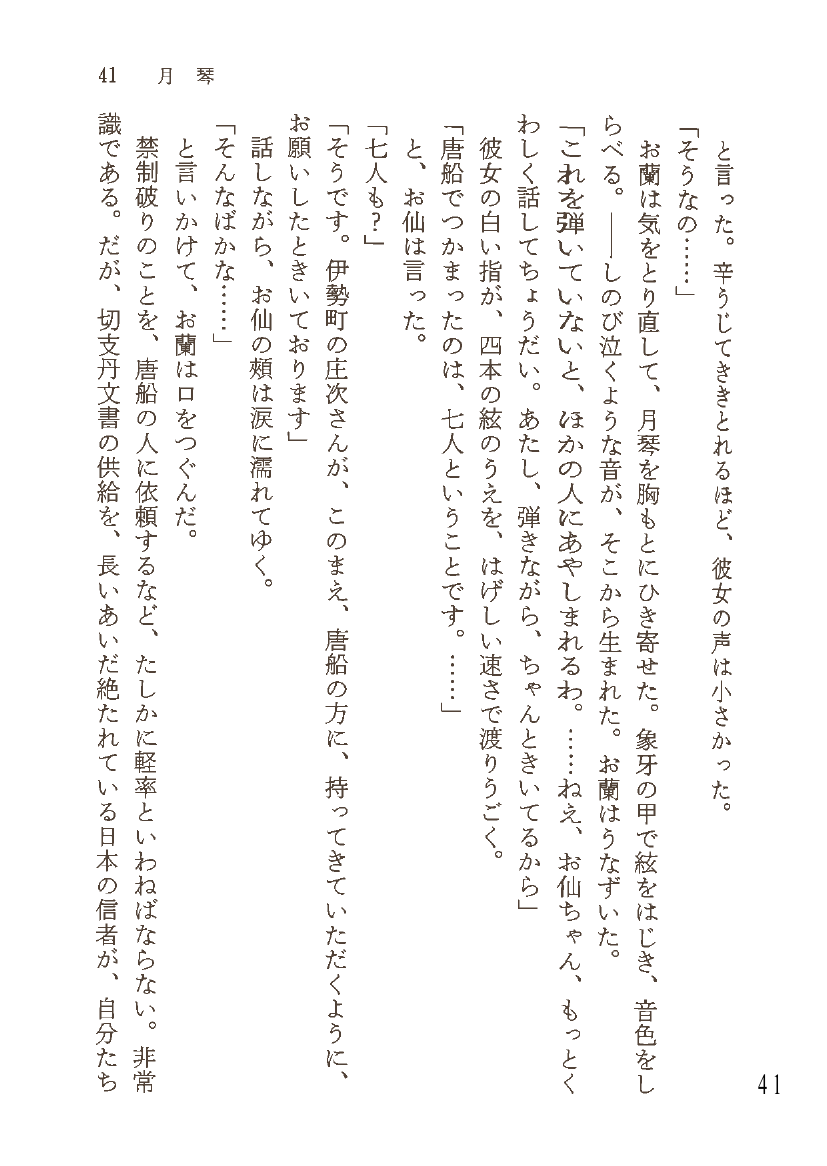 41　月琴
　と言った。辛うじてききとれるほど、彼女の声は小さかった。
「そうなの……」
　お蘭は気をとり直して、月琴を胸もとにひき寄せた。象牙の甲で絃をはじき、音色をし
らべる。――しのび泣くような音が、そこから生まれた。お蘭はうなずいた。
「これを弾いていないと、ほかの人にあやしまれるわ。……ねえ、お仙ちゃん、もっとく
わしく話してちょうだい。あたし、弾きながら、ちゃんときいてるから」
　彼女の白い指が、四本の絃のうえを、はげしい速さで渡りうごく。
「唐船でつかまったのは、七人ということです。……」
　と、お仙は言った。
「七人も？」
「そうです。伊勢町の庄次さんが、このまえ、唐船の方に、持ってきていただくように、
お願いしたときいております」
　話しながら、お仙の頰は涙に濡れてゆく。
「そんなばかな……」
　と言いかけて、お蘭は口をつぐんだ。
　禁制破りのことを、唐船の人に依頼するなど、たしかに軽率といわねばならない。非常
識である。だが、切支丹文書の供給を、長いあいだ絶たれている日本の信者が、自分たち
41